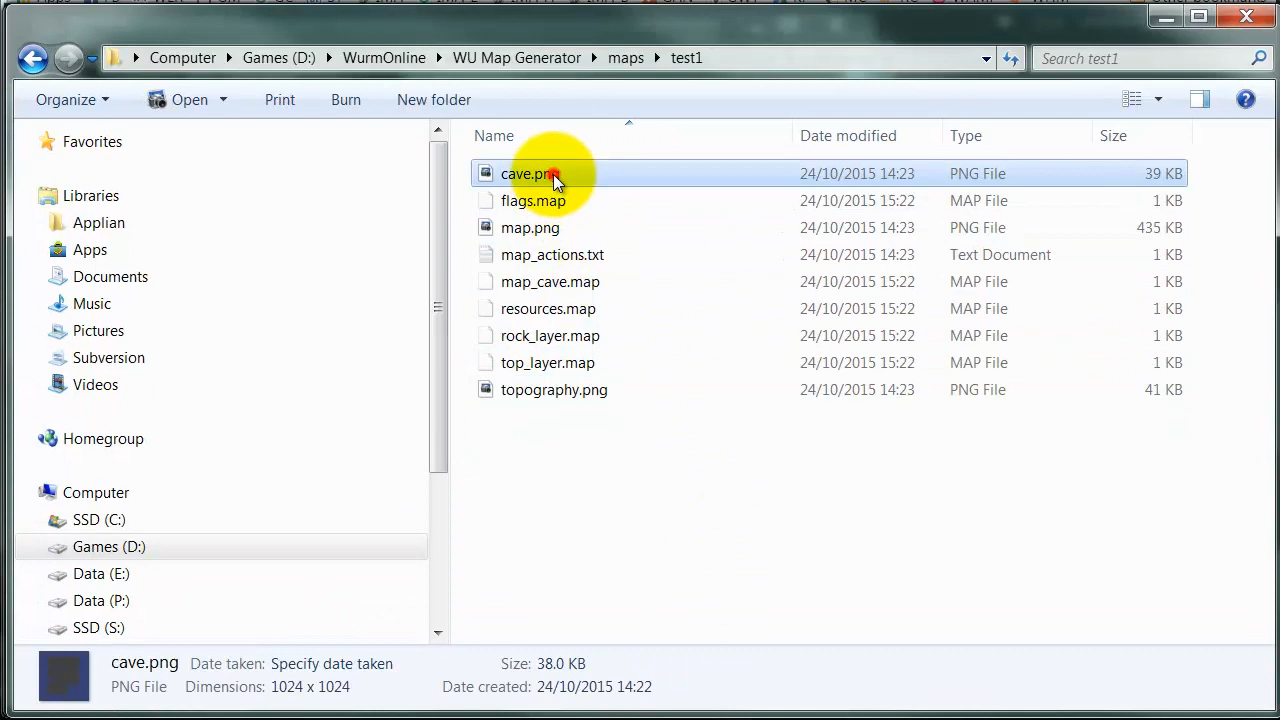 Computer Games (D:) WurmOnline WU Map Generator maps test1 Search test1
Organize Open Print Burn New folder
Favorites
Libraries
Applian
Apps
Documents
Music
Pictures
Subversion
Videos
Homegroup
Computer
SSD (C:)
Games (D:)
Data (E:)
Data (P:)
SSD (S:)
Name Date modified Type Size
cave.png 24/10/2015 14:23 PNG File 39 KB
flags.map 24/10/2015 15:22 MAP File 1 KB
map.png 24/10/2015 14:23 PNG File 435 KB
map_actions.txt 24/10/2015 14:23 Text Document 1 KB
map_cave.map 24/10/2015 15:22 MAP File 1 KB
resources.map 24/10/2015 15:22 MAP File 1 KB
rock_layer.map 24/10/2015 15:22 MAP File 1 KB
top_layer.map 24/10/2015 15:22 MAP File 1 KB
topography.png 24/10/2015 14:23 PNG File 41 KB
cave.png Date taken: Specify date taken Size: 38.0 KB
PNG File Dimensions: 1024 x 1024 Date created: 24/10/2015 14:22